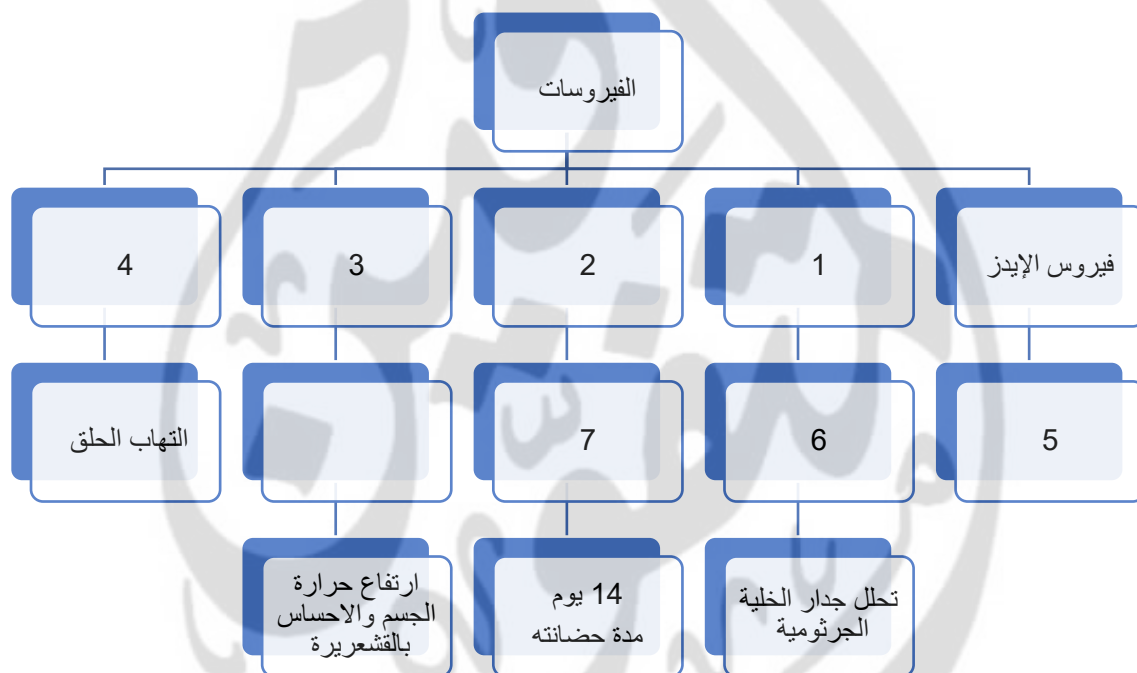 الفيروسات
فيروس الإيدز
1
2
3
4
5
6
7
التهاب الحلق
تحلل جدار الخلية
الجرثومية
14 يوم
مدة حضانته
ارتفاع حرارة
الجسم والاحساس
بالقشعريرة